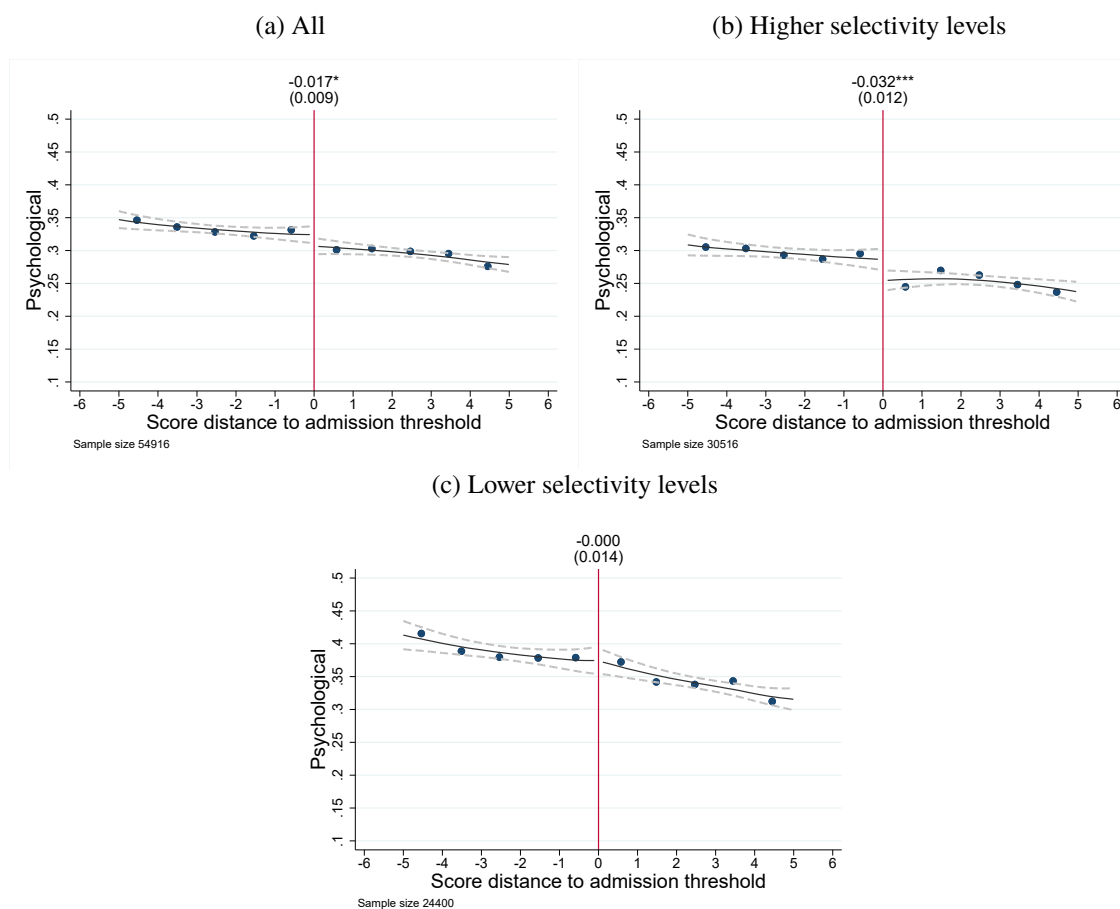 (a) All
-0.017*
(0.009)
Psychological
.5
.45
.4
.35
.3
.25
.2
.15
.1
-6 -5 -4 -3 -2 -1 0 1 2 3 4 5 6
Score distance to admission threshold
Sample size 54916
(b) Higher selectivity levels
-0.032***
(0.012)
Psychological
.5
.45
.4
.35
.3
.25
.2
.15
.1
-6 -5 -4 -3 -2 -1 0 1 2 3 4 5 6
Score distance to admission threshold
Sample size 30516
(c) Lower selectivity levels
-0.000
(0.014)
Psychological
.5
.45
.4
.35
.3
.25
.2
.15
.1
-6 -5 -4 -3 -2 -1 0 1 2 3 4 5 6
Score distance to admission threshold
Sample size 24400